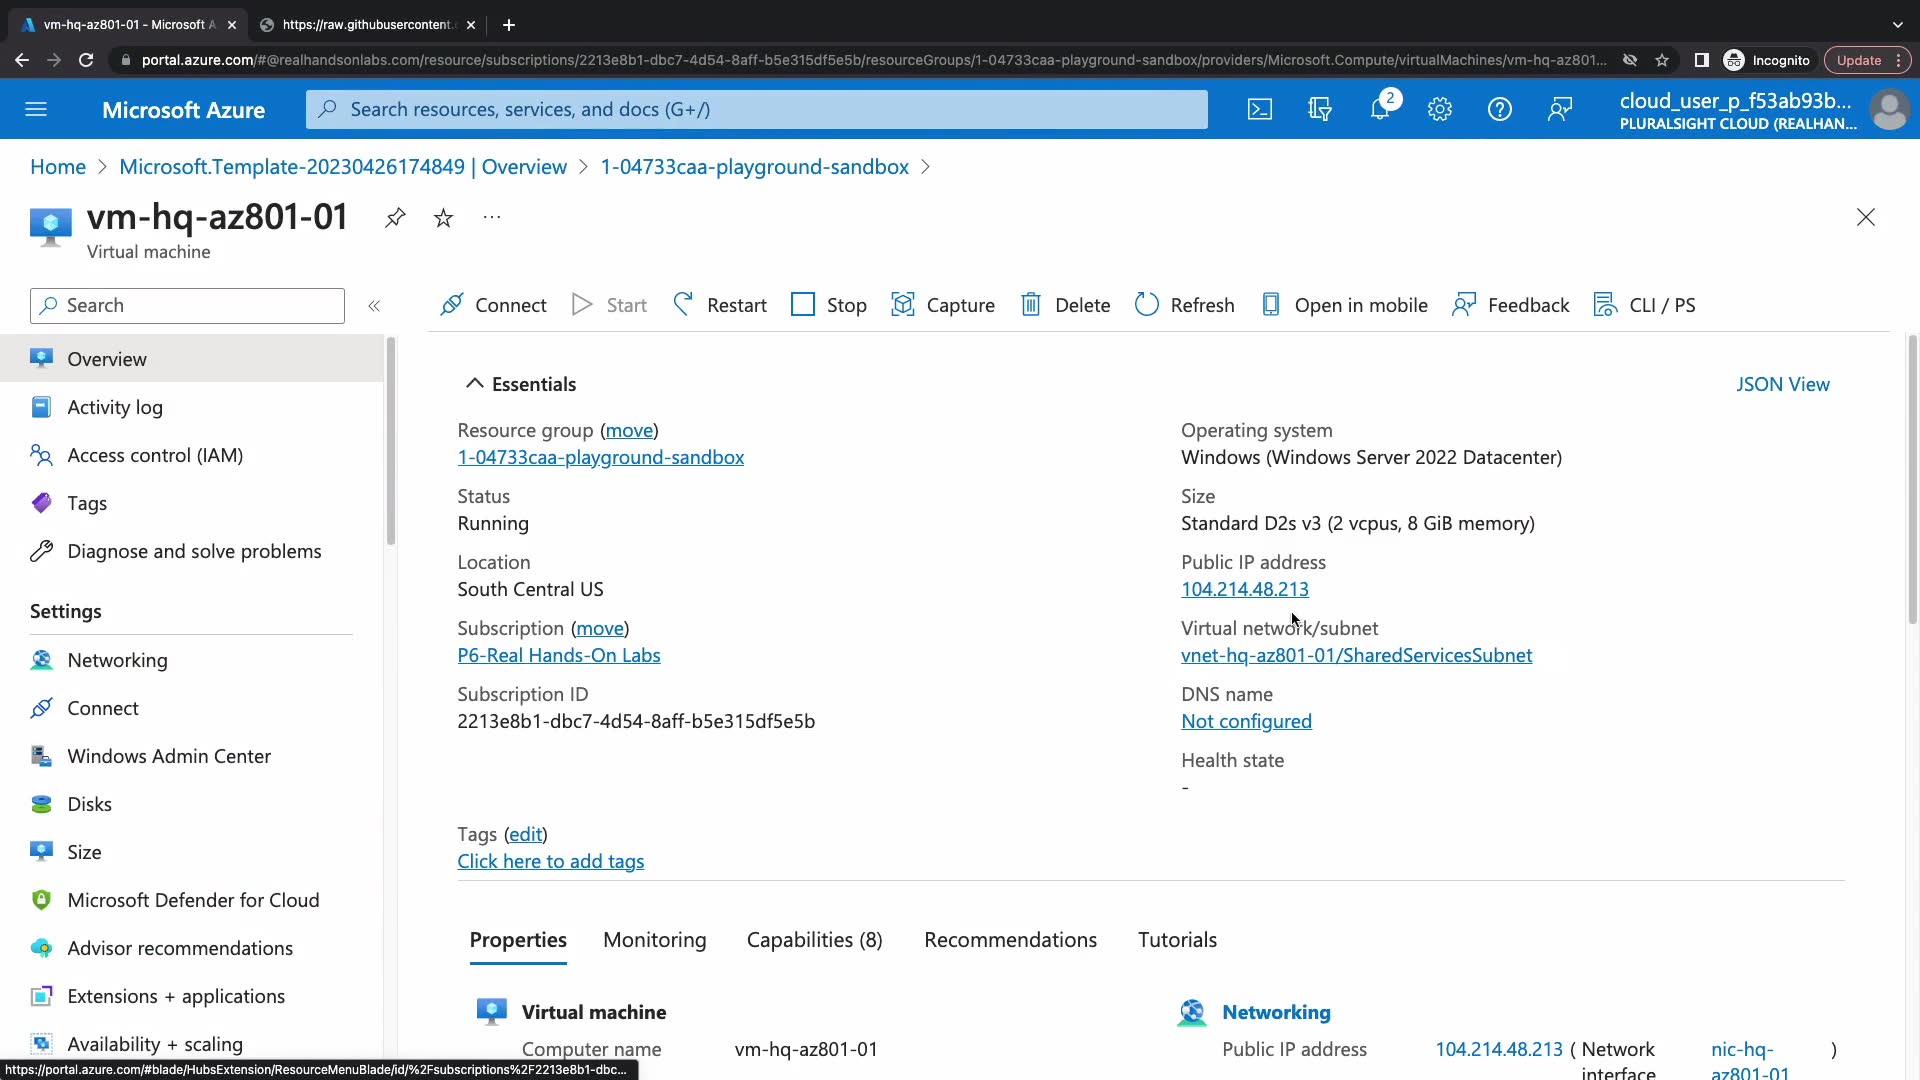 vm-hq-az801-01 - Microsoft A
https://raw.githubusercontent.c
portal.azure.com/#@realhandsonlabs.com/resource/subscriptions/2213e8b1-dbc7-4d54-8aff-b5e315df5e5b/resourceGroups/1-04733caa-playground-sandbox/providers/Microsoft.Compute/virtualMachines/vm-hq-az801...
Incognito
Update
Microsoft Azure
Search resources, services, and docs (G+/)
2
cloud_user_p_f53ab93b...
PLURALSIGHT CLOUD (REALHAN...
Home > Microsoft.Template-20230426174849 | Overview > 1-04733caa-playground-sandbox >
vm-hq-az801-01
Virtual machine
Search
Connect
Start
Restart
Stop
Capture
Delete
Refresh
Open in mobile
Feedback
CLI / PS
Overview
Activity log
Access control (IAM)
Tags
Diagnose and solve problems
Settings
Networking
Connect
Windows Admin Center
Disks
Size
Microsoft Defender for Cloud
Advisor recommendations
Extensions + applications
Availability + scaling
Essentials
JSON View
Resource group (move)
1-04733caa-playground-sandbox
Status
Running
Location
South Central US
Subscription (move)
P6-Real Hands-On Labs
Subscription ID
2213e8b1-dbc7-4d54-8aff-b5e315df5e5b
Operating system
Windows (Windows Server 2022 Datacenter)
Size
Standard D2s v3 (2 vcpus, 8 GiB memory)
Public IP address
104.214.48.213
Virtual network/subnet
vnet-hq-az801-01/SharedServicesSubnet
DNS name
Not configured
Health state
-
Tags (edit)
Click here to add tags
Properties
Monitoring
Capabilities (8)
Recommendations
Tutorials
Virtual machine
Computer name
vm-hq-az801-01
Networking
Public IP address
104.214.48.213 ( Network
interface
nic-hq-
az801-01
)
https://portal.azure.com/#blade/HubsExtension/ResourceMenuBlade/id/%2Fsubscriptions%2F2213e8b1-dbc...